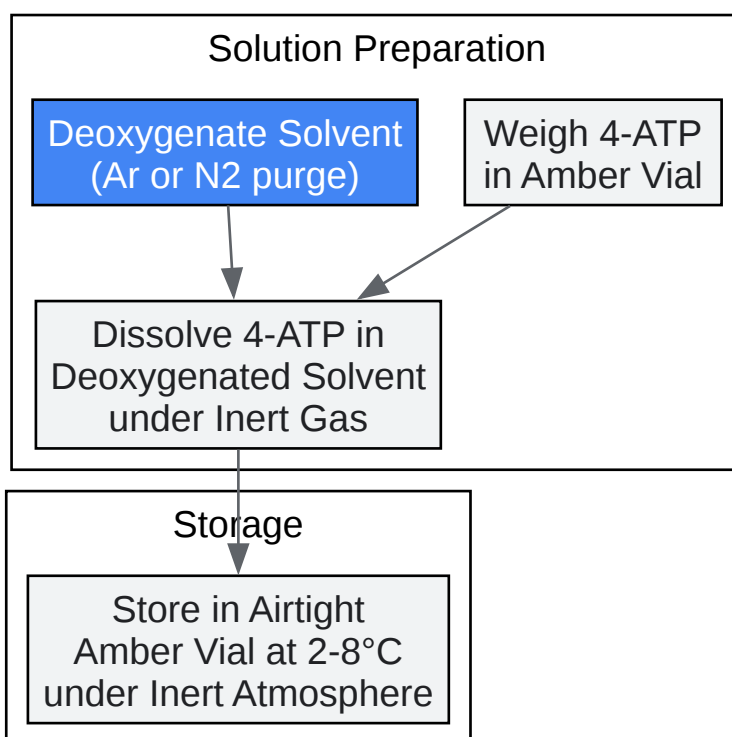 Solution Preparation
Deoxygenate Solvent
(Ar or N2 purge)
Weigh 4-ATP
in Amber Vial
Dissolve 4-ATP in
Deoxygenated Solvent
under Inert Gas
Storage
Store in Airtight
Amber Vial at 2-8°C
under Inert Atmosphere